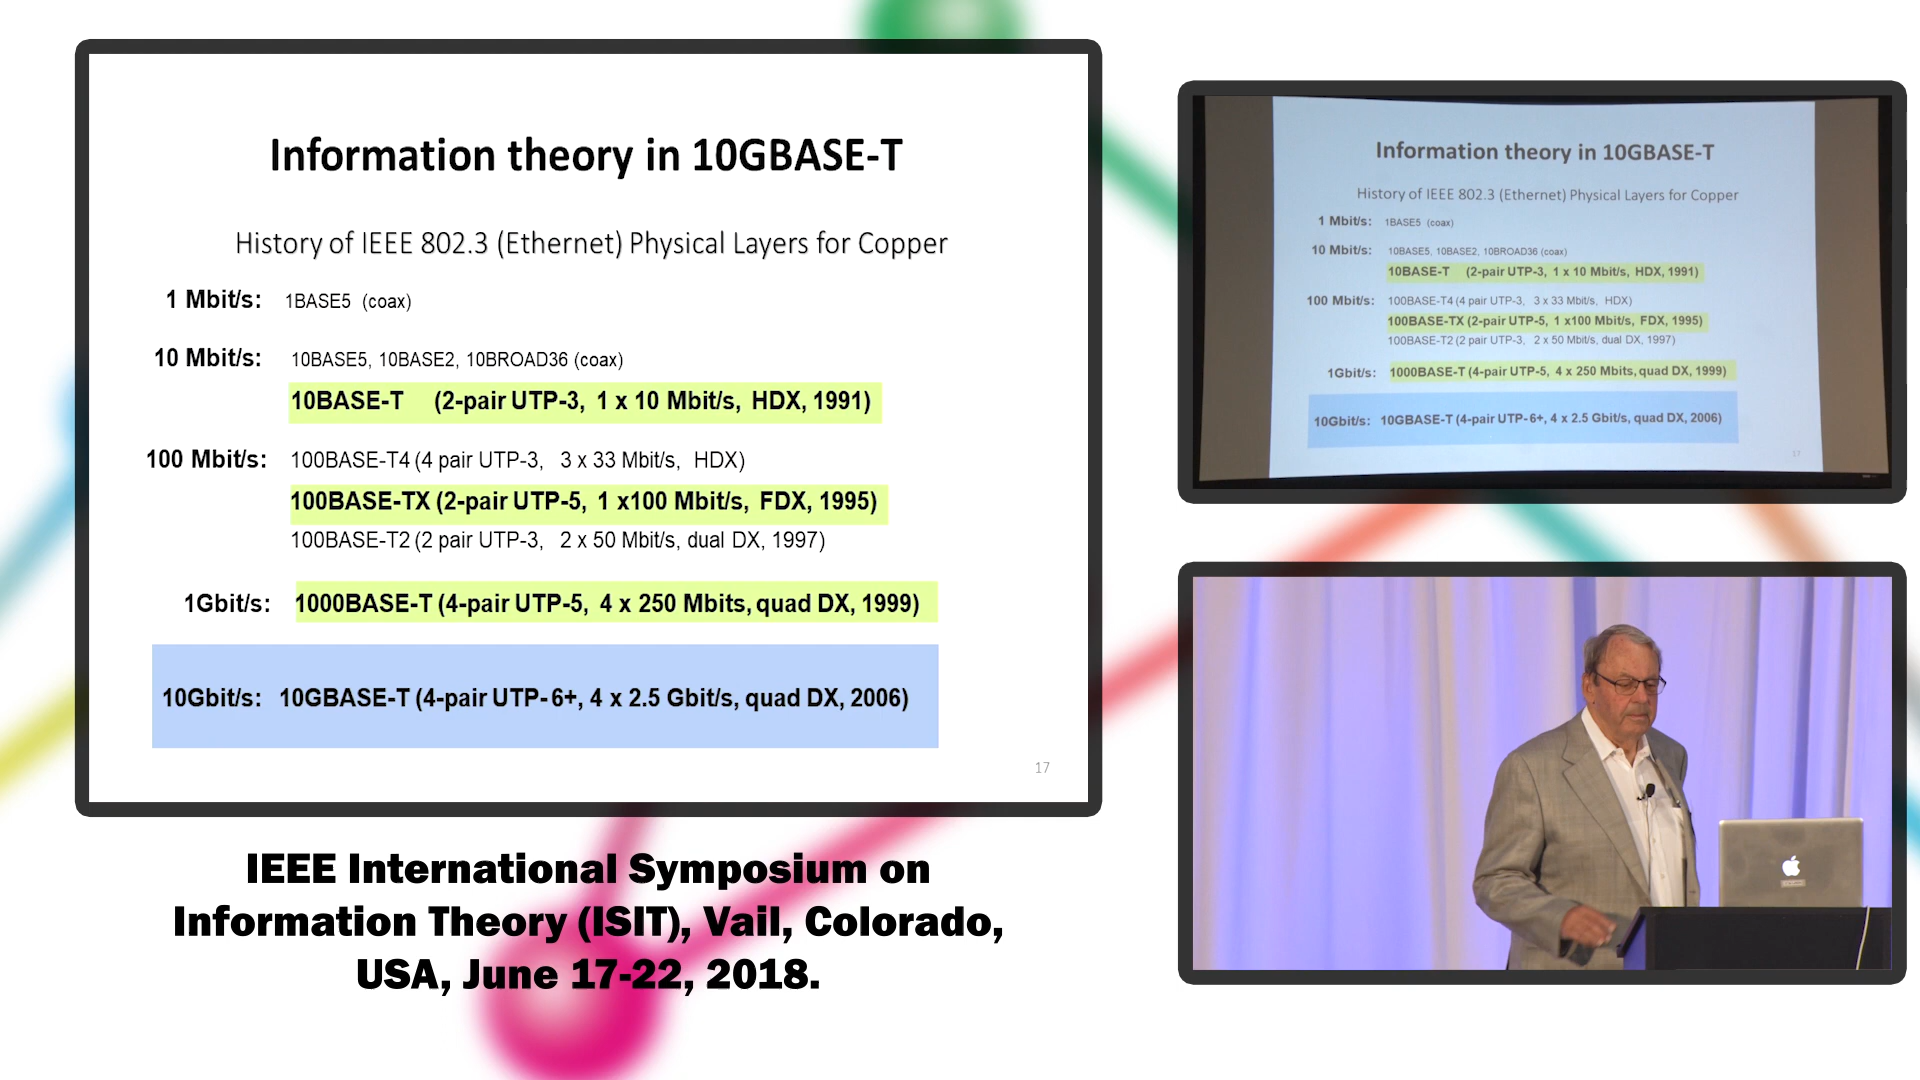 Information theory in 10GBASE-T
History of IEEE 802.3 (Ethernet) Physical Layers for Copper
1 Mbit/s: 1BASE5 (coax)
10 Mbit/s: 10BASE5, 10BASE2, 10BROAD36 (coax)
10BASE-T (2-pair UTP-3, 1 x 10 Mbit/s, HDX, 1991)
100 Mbit/s: 100BASE-T4 (4 pair UTP-3, 3 x 33 Mbit/s, HDX)
100BASE-TX (2-pair UTP-5, 1 x100 Mbit/s, FDX, 1995)
100BASE-T2 (2 pair UTP-3, 2 x 50 Mbit/s, dual DX, 1997)
1Gbit/s: 1000BASE-T (4-pair UTP-5, 4 x 250 Mbits, quad DX, 1999)
10Gbit/s: 10GBASE-T (4-pair UTP-6+, 4 x 2.5 Gbit/s, quad DX, 2006)
17
IEEE International Symposium on
Information Theory (ISIT), Vail, Colorado,
USA, June 17-22, 2018.
Information theory in 10GBASE-T
History of IEEE 802.3 (Ethernet) Physical Layers for Copper
1 Mbit/s: 1BASE5 (coax)
10 Mbit/s: 10BASE5, 10BASE2, 10BROAD36 (coax)
10BASE-T (2-pair UTP-3, 1 x 10 Mbit/s, HDX, 1991)
100 Mbit/s: 100BASE-T4 (4 pair UTP-3, 3 x 33 Mbit/s, HDX)
100BASE-TX (2-pair UTP-5, 1 x100 Mbit/s, FDX, 1995)
100BASE-T2 (2 pair UTP-3, 2 x 50 Mbit/s, dual DX, 1997)
1Gbit/s: 1000BASE-T (4-pair UTP-5, 4 x 250 Mbits, quad DX, 1999)
10Gbit/s: 10GBASE-T (4-pair UTP-6+, 4 x 2.5 Gbit/s, quad DX, 2006)
17